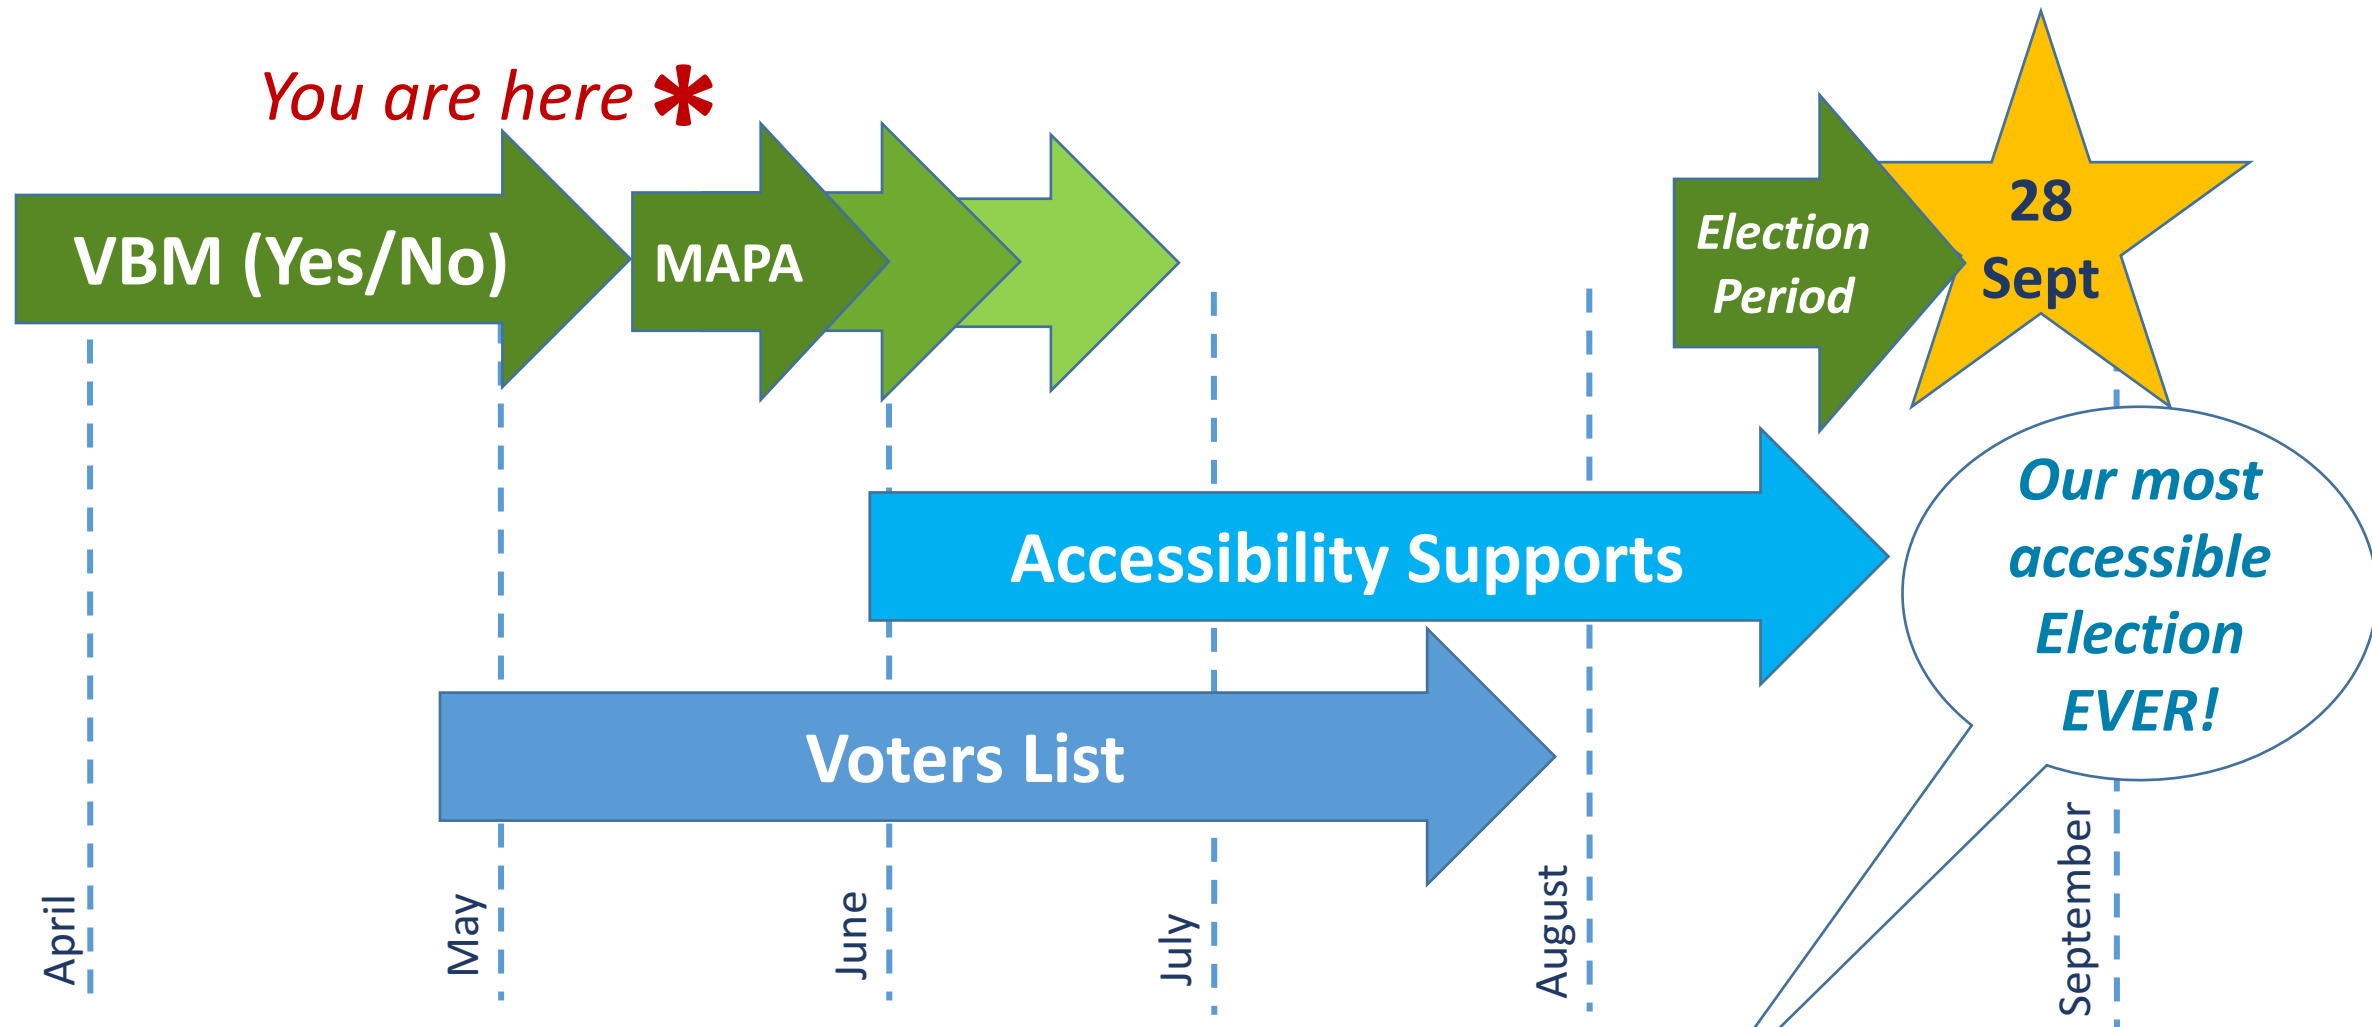 You are here *
VBM (Yes/No)
MAPA
Election
Period
28
Sept
Accessibility Supports
Our most
accessible
Election
EVER!
Voters List
April
May
June
July
August
September